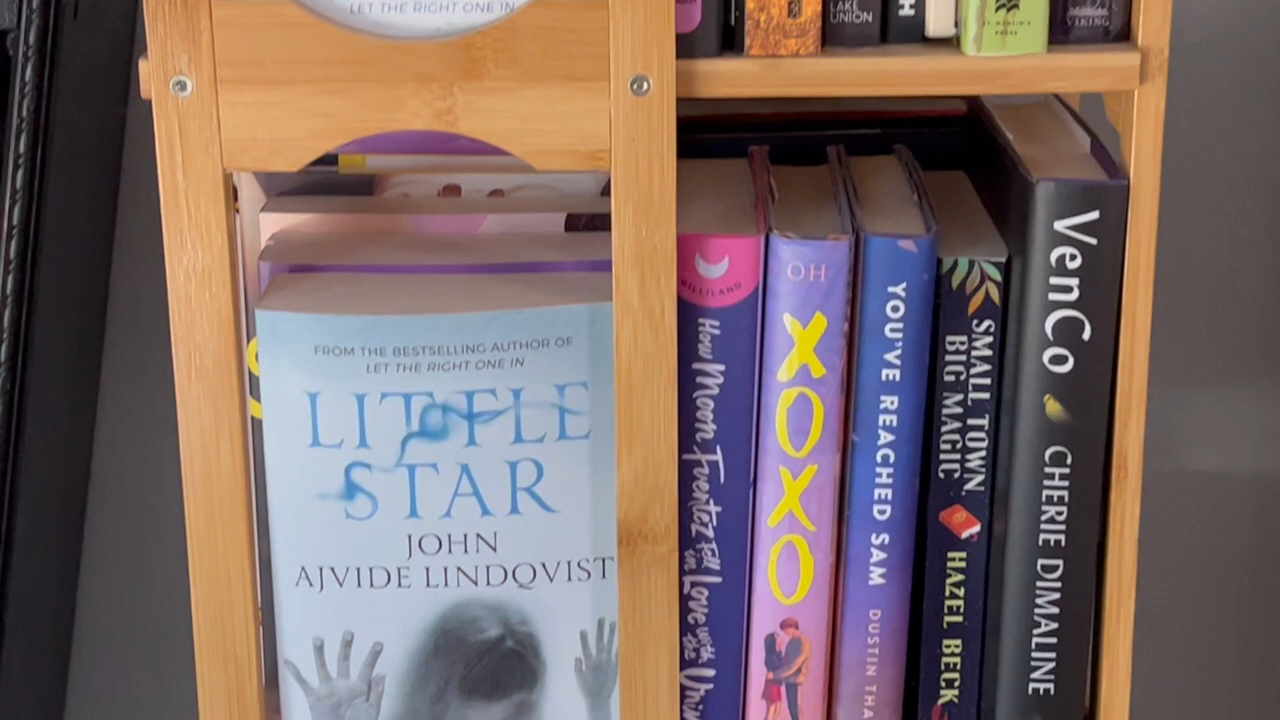 LET THE RIGHT ONE IN
LAKE
UNION
H
VIKING
FROM THE BESTSELLING AUTHOR OF
LET THE RIGHT ONE IN
LITTLE
STAR
JOHN
AJVIDE LINDQVIST
GILLILAND
How Moon Fuentez Fell
in Love with
the Univ
OH
XOXO
YOU'VE REACHED SAM DUSTIN THA
SMALL TOWN,
BIG MAGIC
HAZEL BECK
VenCo CHERIE DIMALINE